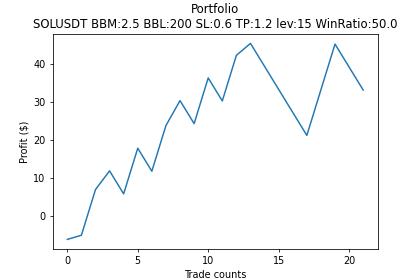 Portfolio
SOLUSDT BBM:2.5 BBL:200 SL:0.6 TP:1.2 lev:15 WinRatio:50.0
40
30
20
10
0
Profit ($)
0 5 10 15 20
Trade counts